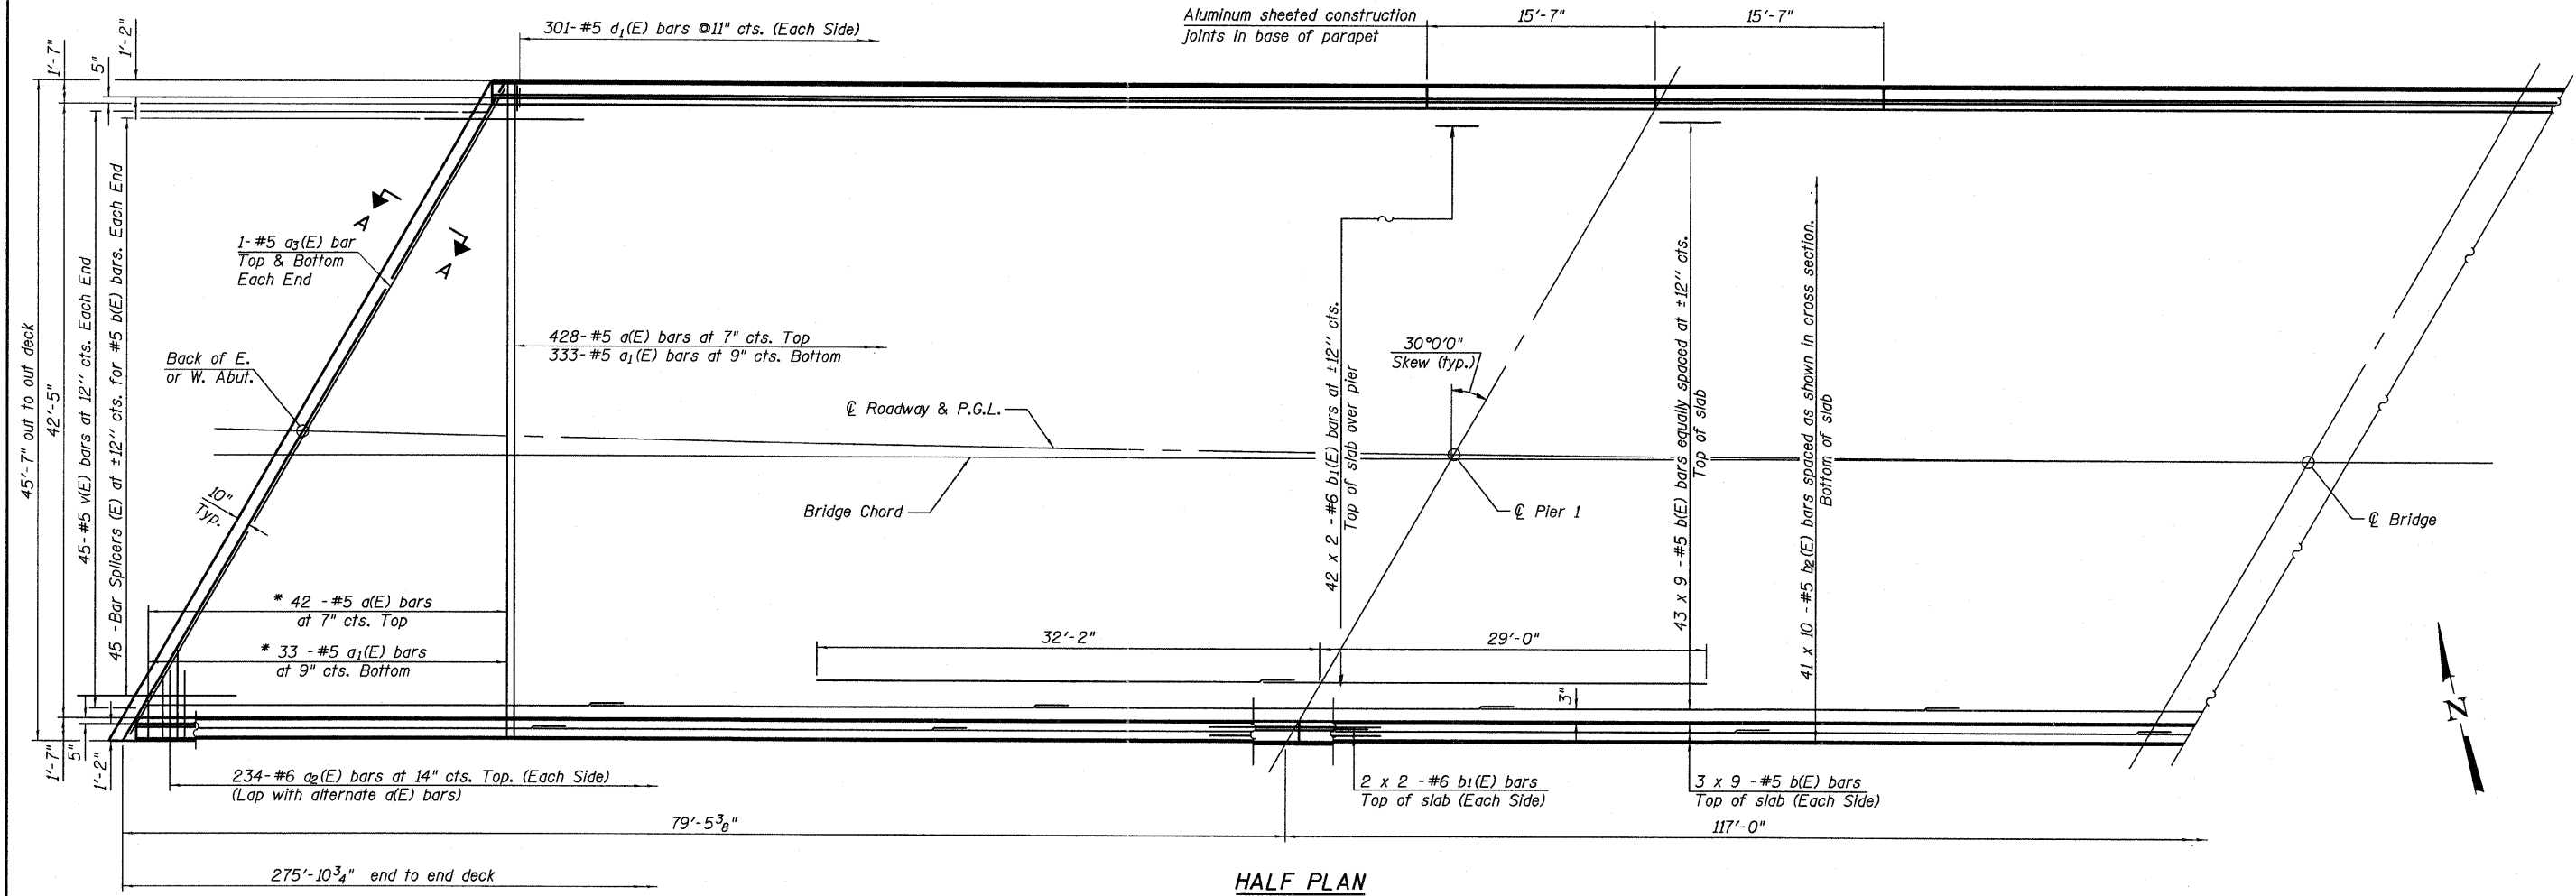 301-#5 d1(E) bars @11" cts. (Each Side)
Aluminum sheeted construction
joints in base of parapet
15'-7"
15'-7"
1'-7"
5"
1'-2"
45'-7" out to out deck
42'-5"
45-#5 v(E) bars at 12" cts. Each End
45 -Bar Splicers (E) at ±12" cts. for #5 b(E) bars. Each End
A
A
1-#5 a3(E) bar
Top & Bottom
Each End
Back of E.
or W. Abut.
428-#5 a(E) bars at 7" cts. Top
333-#5 a1(E) bars at 9" cts. Bottom
℄ Roadway & P.G.L.
Bridge Chord
10"
Typ.
42 x 2 -#6 b1(E) bars at ±12" cts.
Top of slab over pier
30°0'0"
Skew (typ.)
43 x 9 -#5 b(E) bars equally spaced at ±12" cts.
Top of slab
41 x 10 -#5 b2(E) bars spaced as shown in cross section.
Bottom of slab
℄ Pier 1
℄ Bridge
* 42 -#5 a(E) bars
at 7" cts. Top
* 33 -#5 a1(E) bars
at 9" cts. Bottom
32'-2"
29'-0"
3"
N
1'-7"
5"
1'-2"
234-#6 a2(E) bars at 14" cts. Top. (Each Side)
(Lap with alternate a(E) bars)
2 x 2 -#6 b1(E) bars
Top of slab (Each Side)
3 x 9 -#5 b(E) bars
Top of slab (Each Side)
79'-5 3/8"
117'-0"
275'-10 3/4" end to end deck
HALF PLAN